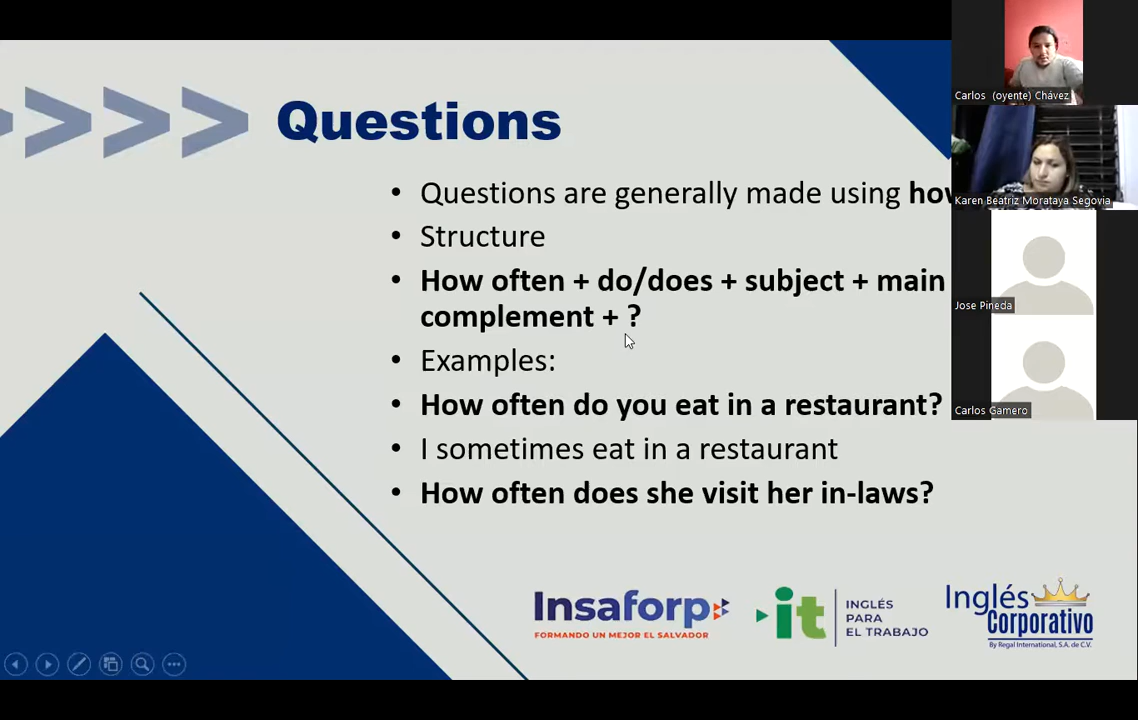 Questions
Questions are generally made using how
Structure
How often + do/does + subject + main
complement + ?
Examples:
How often do you eat in a restaurant?
I sometimes eat in a restaurant
How often does she visit her in-laws?
Insaforp
FORMANDO UN MEJOR EL SALVADOR
it
INGLÉS
PARA
EL TRABAJO
Inglés
Corporativo
By Regal International, S.A. de C.V.
Carlos (oyente) Chávez
Karen Beatriz Morataya Segovia
Jose Pineda
Carlos Gamero